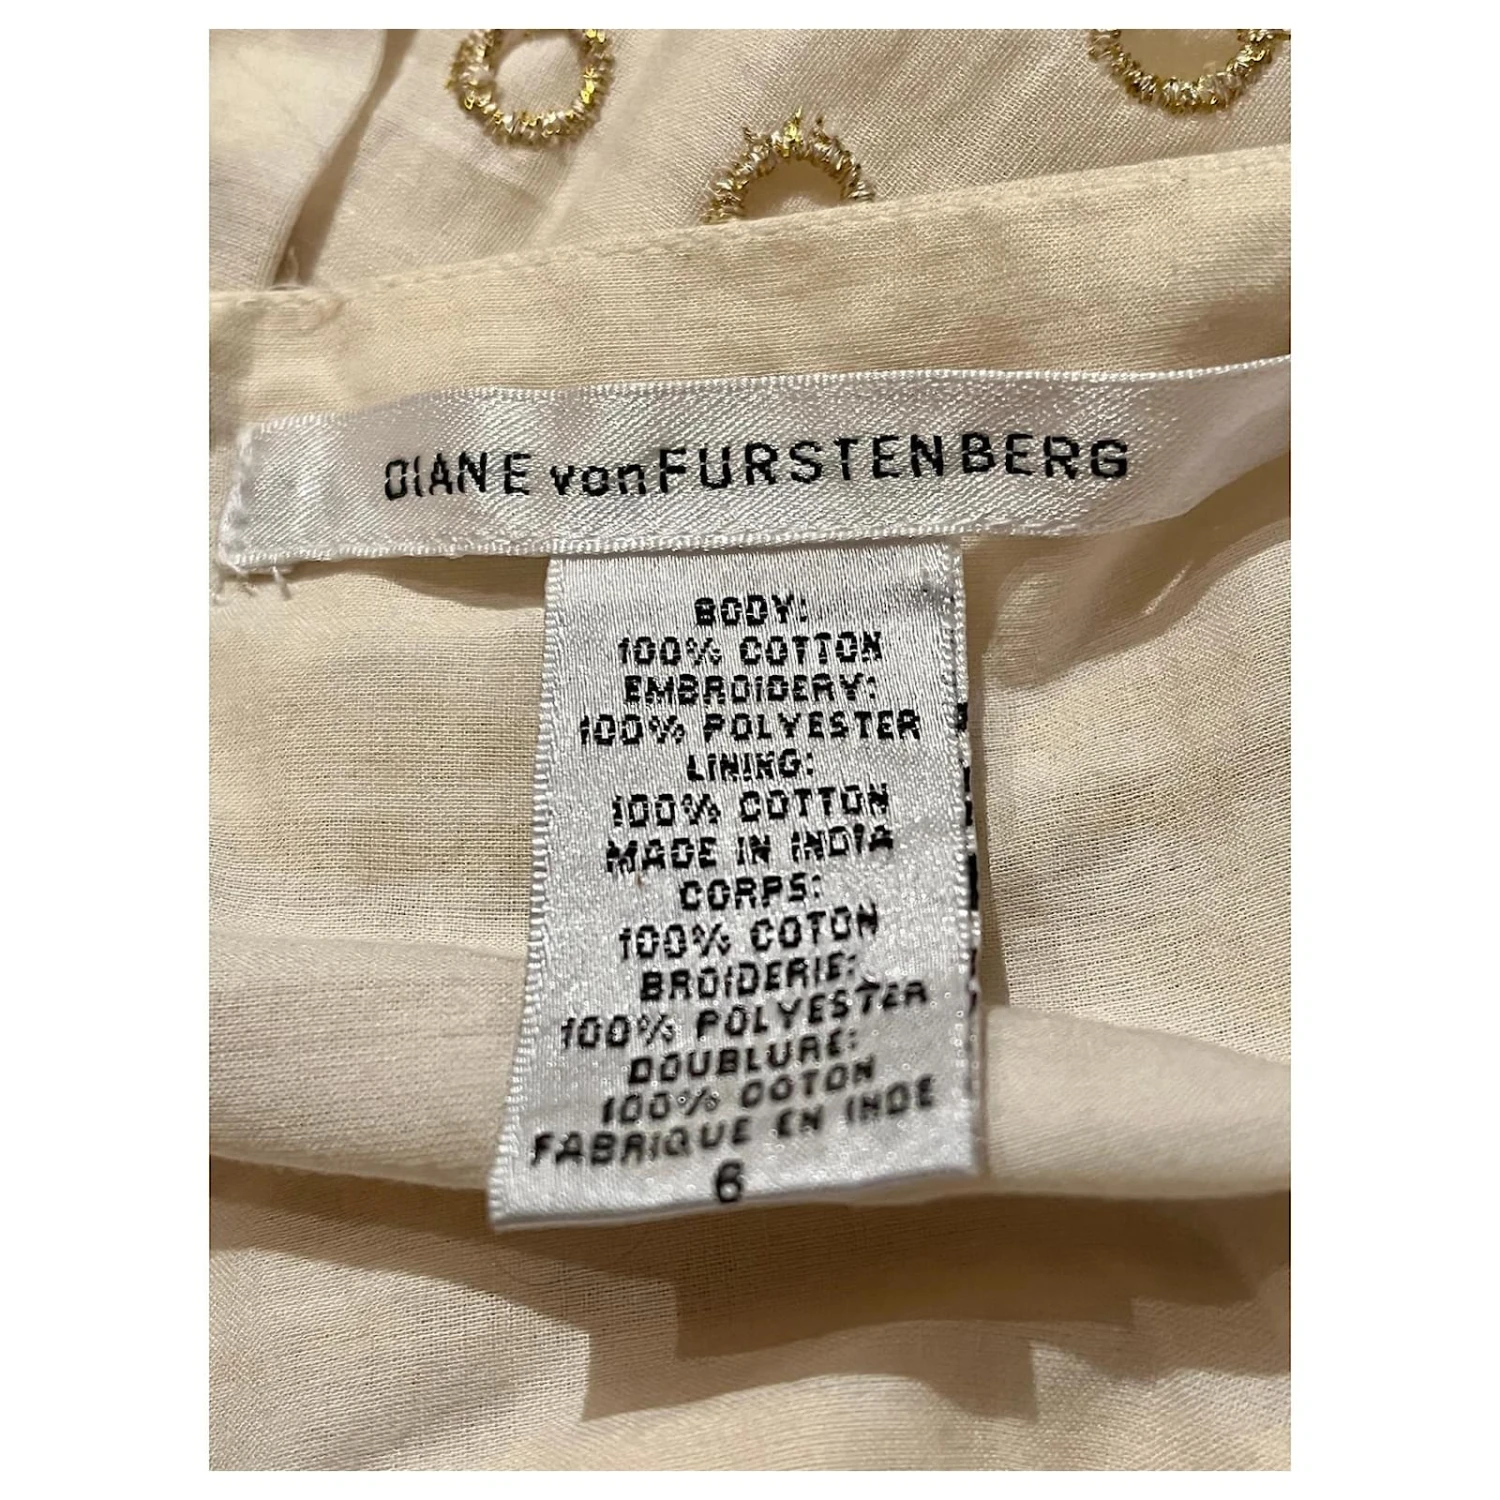 DIANE von FURSTENBERG
BODY:
100% COTTON
EMBROIDERY:
100% POLYESTER
LINING:
100% COTTON
MADE IN INDIA
CORPS:
100% COTON
BROIDERIE:
100% POLYESTER
DOUBLURE:
100% COTON
FABRIQUE EN INDE
6